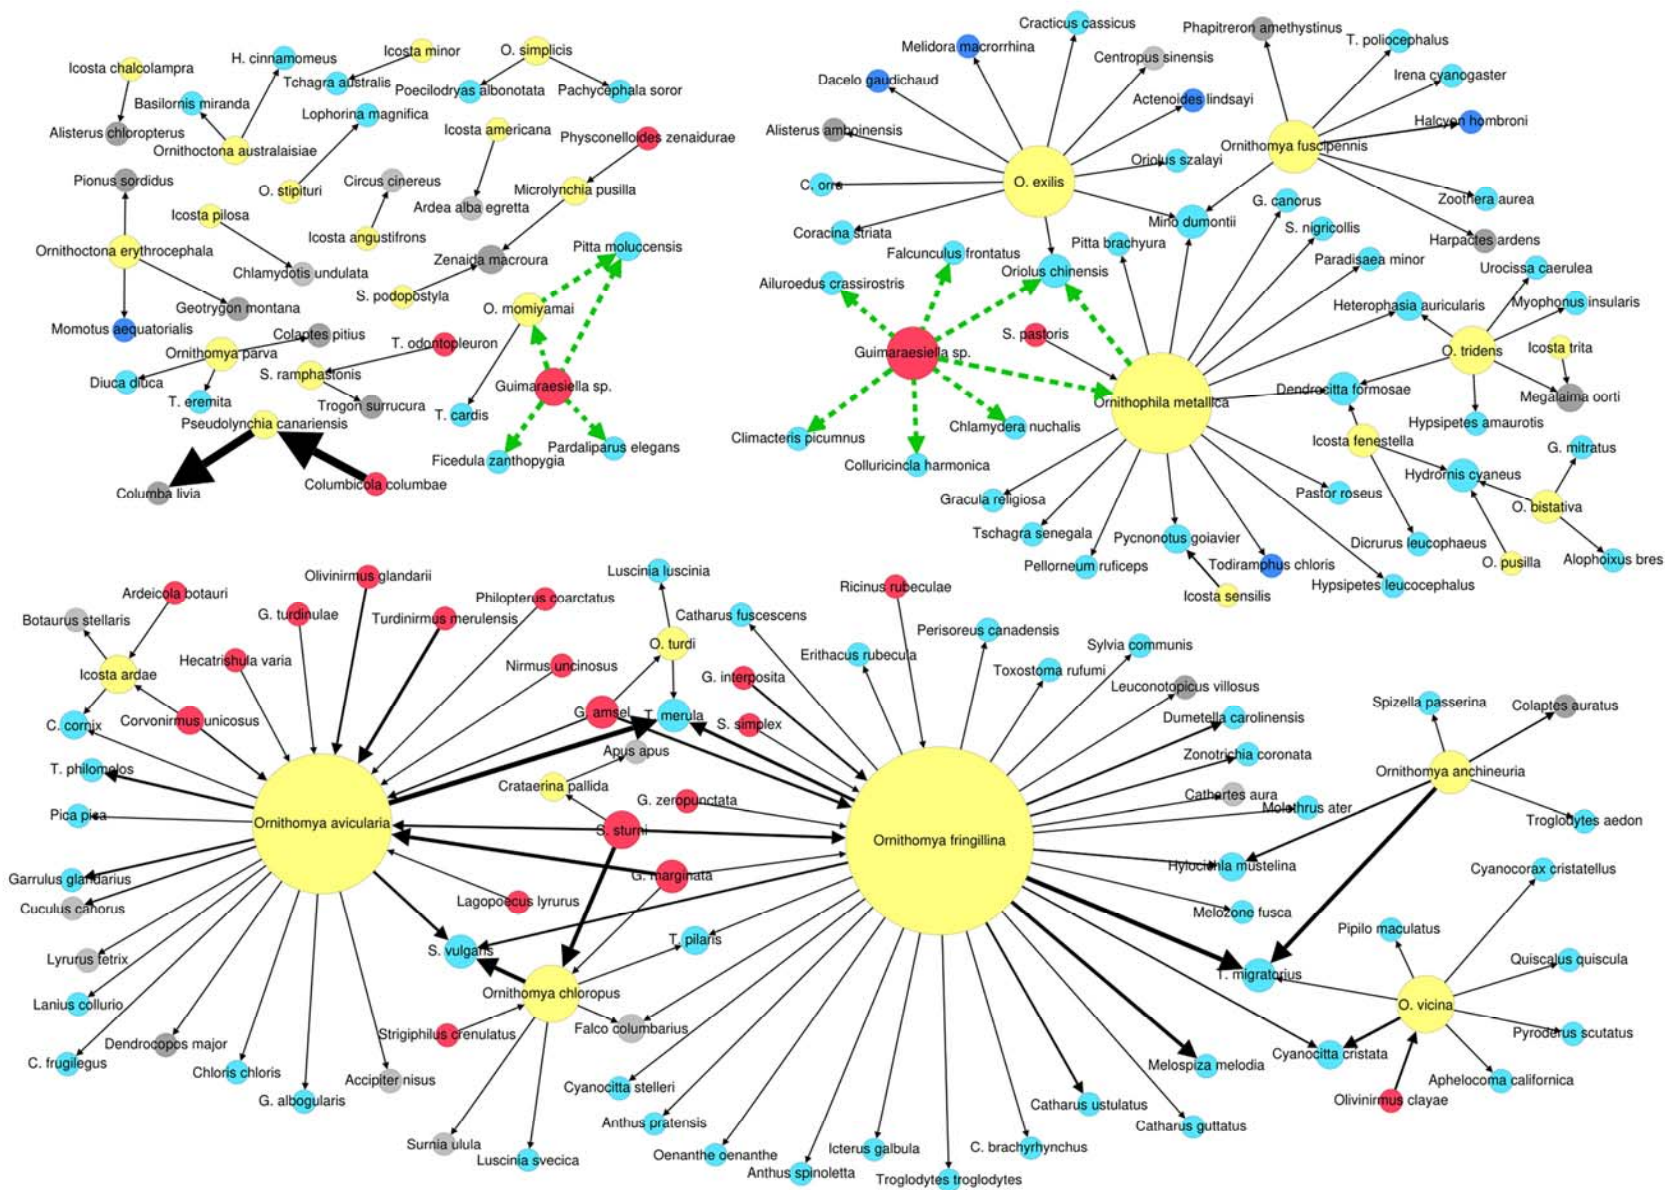 Icosta chalcolampra
H. cinnamomeus
Icosta minor
O. simplicis
Tchagra australis
Poecilodryas albonotata
Pachycephala soror
Basilornis miranda
Lophorina magnifica
Alisterus chloropterus
Ornithoctona australaisiae
Icosta americana
Physconelloides zenaidurae
Pionus sordidus
O. stipituri
Circus cinereus
Microlynchia pusilla
Ardea alba egretta
Icosta pilosa
Icosta angustifrons
Ornithoctona erythrocephala
Zenaida macroura
Pitta moluccensis
Chlamydotis undulata
S. podopostyla
Geotrygon montana
O. momiyamai
Momotus aequatorialis
Colaptes pitius
T. odontopleuron
Ornithomya parva
S. ramphastonis
Guimaraesiella sp.
Diuca diuca
T. eremita
Trogon surrucura
T. cardis
Pseudolynchia canariensis
Pardaliparus elegans
Ficedula zanthopygia
Columba livia
Columbicola columbae
Cracticus cassicus
Phapitreron amethystinus
Melidora macrorrhina
T. poliocephalus
Centropus sinensis
Dacelo gaudichaud
Irena cyanogaster
Actenoides lindsayi
Halcyon hombroni
Alisterus amboinensis
Ornithomya fuscipennis
Oriolus szalayi
C. orru
O. exilis
Zoothera aurea
Mino dumontii
G. canorus
Coracina striata
S. nigricollis
Harpactes ardens
Falcunculus frontatus
Pitta brachyura
Paradisaea minor
Urocissa caerulea
Ailuroedus crassirostris
Oriolus chinensis
Heterophasia auricularis
Myophonus insularis
S. pastoris
O. tridens
Icosta trita
Guimaraesiella sp.
Dendrocitta formosae
Megalaima oorti
Ornithophila metallica
Hypsipetes amaurotis
Climacteris picumnus
Chlamydera nuchalis
Icosta fenestella
G. mitratus
Colluricincla harmonica
Hydrornis cyaneus
Gracula religiosa
Pastor roseus
O. bistativa
Tschagra senegala
Pycnonotus goiavier
Dicrurus leucophaeus
Pellorneum ruficeps
Todiramphus chloris
O. pusilla
Alophoixus bres
Icosta sensilis
Hypsipetes leucocephalus
Ardeicola botauri
Olivinirmus glandarii
Luscinia luscinia
Ricinus rubeculae
Botaurus stellaris
G. turdinulae
Turdinirmus merulensis
Philopterus coarctatus
Catharus fuscescens
Perisoreus canadensis
Sylvia communis
Hecatrishula varia
O. turdi
Erithacus rubecula
Icosta ardae
Nirmus uncinosus
G. interposita
Toxostoma rufumi
Leuconotopicus villosus
Spizella passerina
Colaptes auratus
C. cornix
Corvonirmus unicosus
G. amsel
T. merula
S. simplex
Dumetella carolinensis
Apus apus
Zonotrichia coronata
T. philomelos
Crataerina pallida
Ornithomya anchineuria
Cathartes aura
G. zeropunctata
Molothrus ater
Pica pica
Ornithomya avicularia
S. sturni
Ornithomya fringillina
Troglodytes aedon
Garrulus glandarius
G. marginata
Hylocichla mustelina
Cyanocorax cristatellus
Cuculus canorus
Lagopoecus lyrurus
Melozone fusca
Pipilo maculatus
Lyrurus tetrix
S. vulgaris
T. pilaris
Quiscalus quiscula
T. migratorius
Lanius collurio
Ornithomya chloropus
O. vicina
Dendrocopos major
Strigiphilus crenulatus
Falco columbarius
Pyroderus scutatus
C. frugilegus
Chloris chloris
Accipiter nisus
Melospiza melodia
Cyanocitta cristata
Cyanocitta stelleri
Aphelocoma californica
G. albogularis
Catharus ustulatus
Olivinirmus clayae
Anthus pratensis
Catharus guttatus
Surnia ulula
Luscinia svecica
Oenanthe oenanthe
Icterus galbula
C. brachyrhynchus
Anthus spinoletta
Troglodytes troglodytes